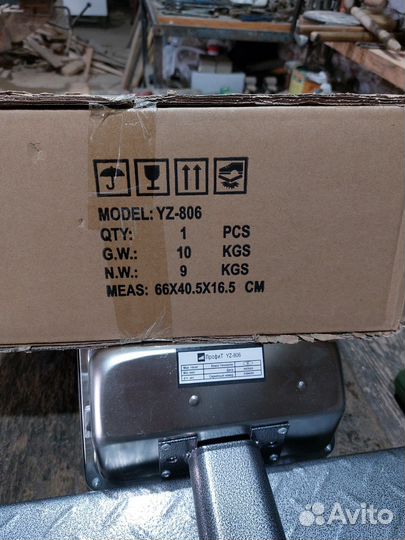 MODEL: YZ-806
QTY: 1 PCS
G.W.: 10 KGS
N.W.: 9 KGS
MEAS: 66X40.5X16.5 CM
ПрофиТ YZ-806
Avito